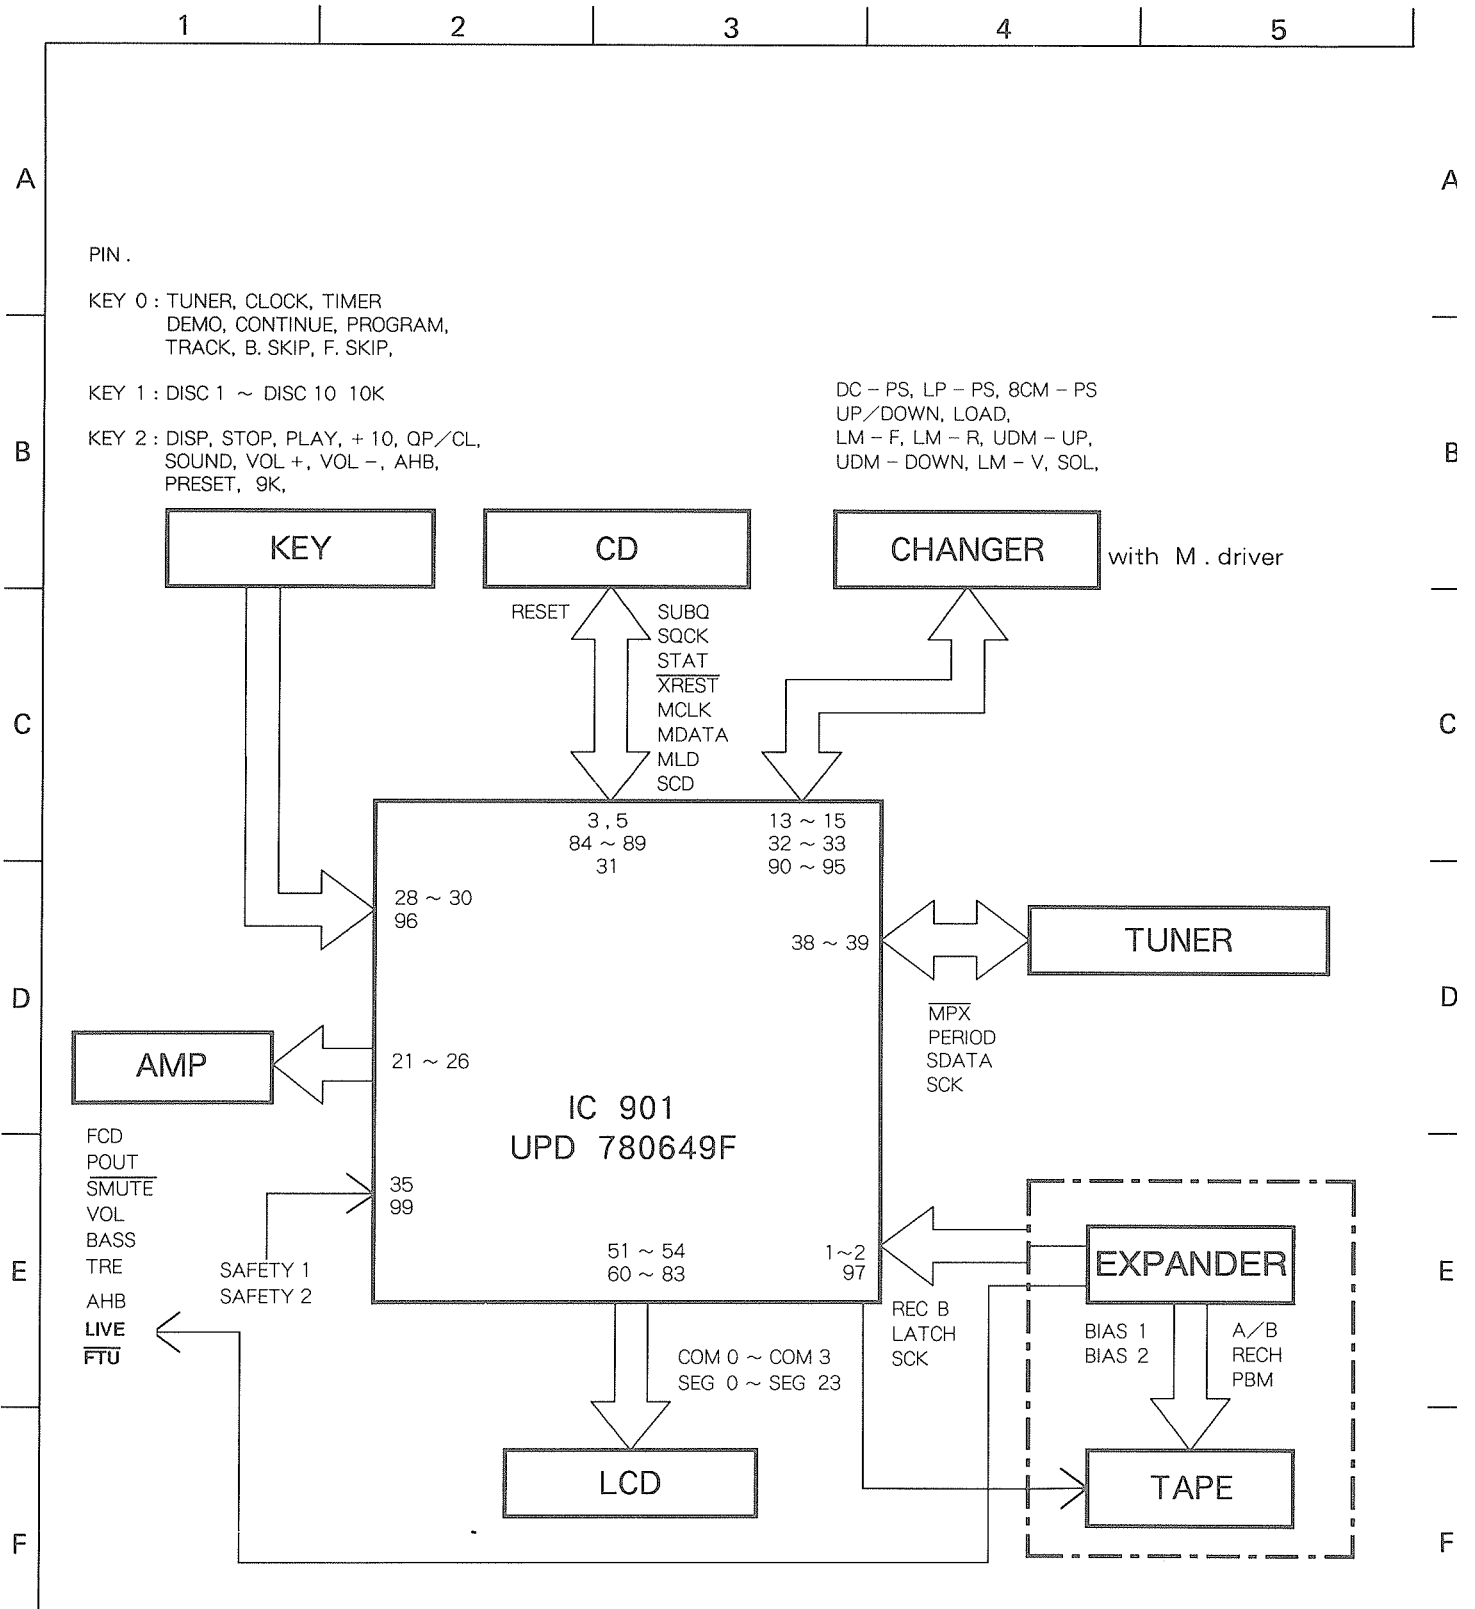 1 2 3 4 5
A A
PIN .
KEY 0 : TUNER, CLOCK, TIMER
DEMO, CONTINUE, PROGRAM,
TRACK, B. SKIP, F. SKIP,
KEY 1 : DISC 1 ~ DISC 10 10K
KEY 2 : DISP, STOP, PLAY, + 10, QP/CL,
SOUND, VOL +, VOL -, AHB,
PRESET, 9K,
B B
DC - PS, LP - PS, 8CM - PS
UP/DOWN, LOAD,
LM - F, LM - R, UDM - UP,
UDM - DOWN, LM - V, SOL,
KEY
CD
CHANGER
with M . driver
RESET
SUBQ
SQCK
STAT
XREST
MCLK
MDATA
MLD
SCD
C C
3 , 5
84 ~ 89
31
13 ~ 15
32 ~ 33
90 ~ 95
28 ~ 30
96
38 ~ 39
TUNER
D D
MPX
PERIOD
SDATA
SCK
AMP
21 ~ 26
IC 901
UPD 780649F
FCD
POUT
SMUTE
VOL
BASS
TRE
AHB
LIVE
FTU
35
99
SAFETY 1
SAFETY 2
E E
51 ~ 54
60 ~ 83
1~2
97
EXPANDER
REC B
LATCH
SCK
BIAS 1
BIAS 2
A/B
RECH
PBM
COM 0 ~ COM 3
SEG 0 ~ SEG 23
LCD
TAPE
F F